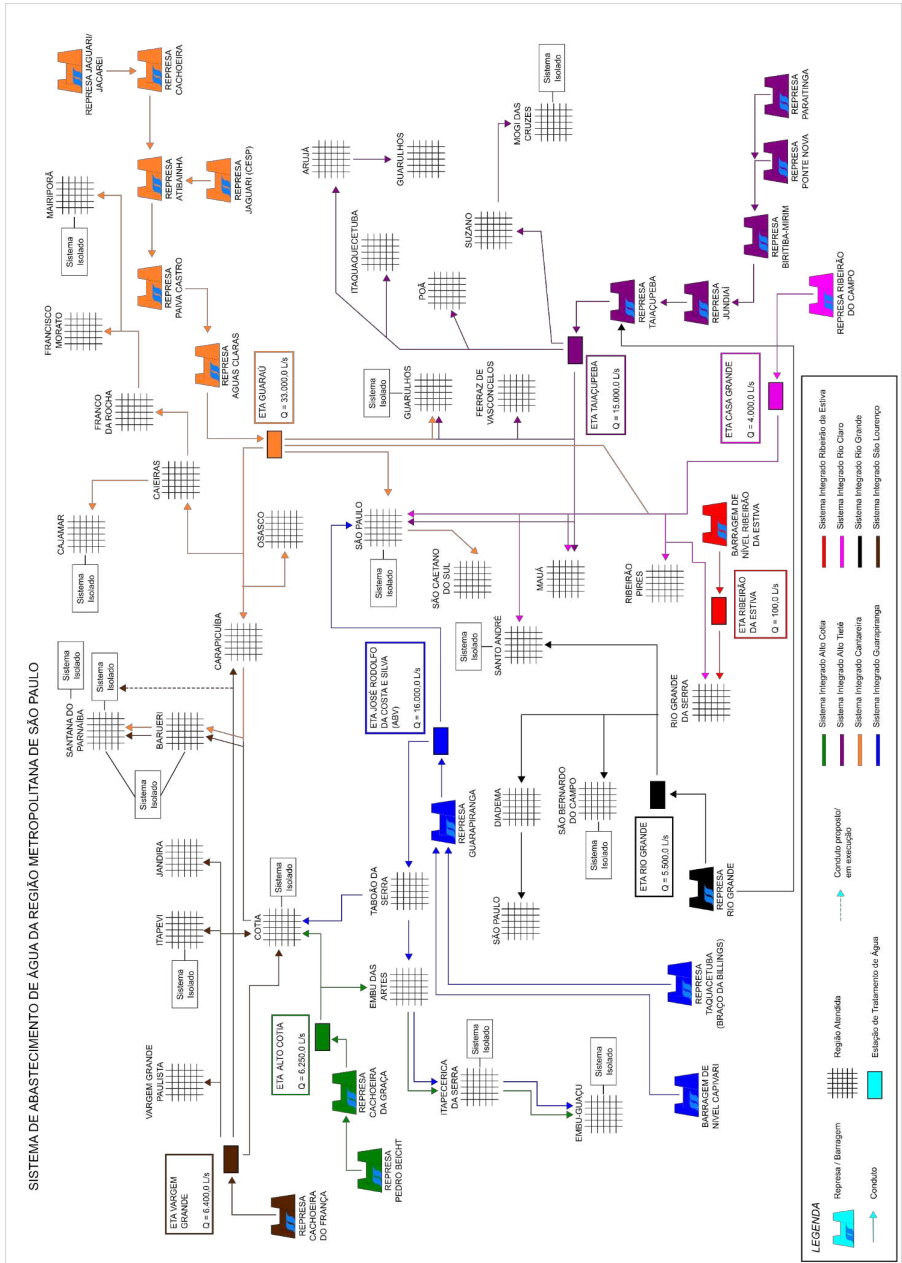 SISTEMA DE ABASTECIMENTO DE ÁGUA DA REGIÃO METROPOLITANA DE SÃO PAULO
ETA VARGEM
GRANDE
Q = 6.400,0 L/s
REPRESA
CACHOEIRA
DO FRANÇA
VARGEM GRANDE
PAULISTA
ITAPEVI
Sistema
Isolado
JANDIRA
COTIA
Sistema
Isolado
SANTANA DO
PARNAÍBA
Sistema
Isolado
Sistema
Isolado
Sistema
Isolado
BARUERI
CARAPICUÍBA
CAJAMAR
Sistema
Isolado
OSASCO
CAIEIRAS
FRANCO
DA ROCHA
FRANCISCO
MORATO
MAIRIPORÃ
Sistema
Isolado
REPRESA JAGUARI/
JACAREI
REPRESA
CACHOEIRA
REPRESA
ATIBAINHA
REPRESA
JAGUARI (CESP)
REPRESA
PAIVA CASTRO
REPRESA
AGUAS CLARAS
ETA GUARAÚ
Q = 33.000,0 L/s
ETA ALTO COTIA
Q = 6.250,0 L/s
REPRESA
CACHOEIRA
DA GRAÇA
REPRESA
PEDRO BEICHT
EMBU DAS
ARTES
TABOÃO DA
SERRA
ITAPECERICA
DA SERRA
Sistema
Isolado
EMBU-GUAÇU
Sistema
Isolado
ETA JOSÉ RODOLFO
DA COSTA E SILVA
(ABV)
Q = 16.000,0 L/s
REPRESA
GUARAPIRANGA
BARRAGEM DE
NÍVEL CAPIVARI
REPRESA
TAQUACETUBA
(BRAÇO DA BILLINGS)
SÃO PAULO
Sistema
Isolado
SÃO CAETANO
DO SUL
GUARULHOS
Sistema
Isolado
FERRAZ DE
VASCONCELOS
ARUJÁ
GUARULHOS
ITAQUAQUECETUBA
POÃ
SUZANO
MOGI DAS
CRUZES
Sistema
Isolado
ETA TAIAÇUPEBA
Q = 15.000,0 L/s
REPRESA
TAIAÇUPEBA
REPRESA
JUNDIAÍ
REPRESA
BIRITIBA-MIRIM
REPRESA
PONTE NOVA
REPRESA
PARAITINGA
REPRESA RIBEIRÃO
DO CAMPO
ETA CASA GRANDE
Q = 4.000,0 L/s
SANTO ANDRÉ
Sistema
Isolado
MAUÁ
RIBEIRÃO
PIRES
RIO GRANDE
DA SERRA
BARRAGEM DE
NÍVEL RIBEIRÃO
DA ESTIVA
ETA RIBEIRÃO
DA ESTIVA
Q = 100,0 L/s
DIADEMA
SÃO PAULO
SÃO BERNARDO
DO CAMPO
Sistema
Isolado
ETA RIO GRANDE
Q = 5.500,0 L/s
REPRESA
RIO GRANDE
LEGENDA
Represa / Barragem
Conduto
Região Atendida
Estação de Tratamento de Água
Conduto proposto/
em execução
Sistema Integrado Alto Cotia
Sistema Integrado Alto Tietê
Sistema Integrado Cantareira
Sistema Integrado Guarapiranga
Sistema Integrado Ribeirão da Estiva
Sistema Integrado Rio Claro
Sistema Integrado Rio Grande
Sistema Integrado São Lourenço